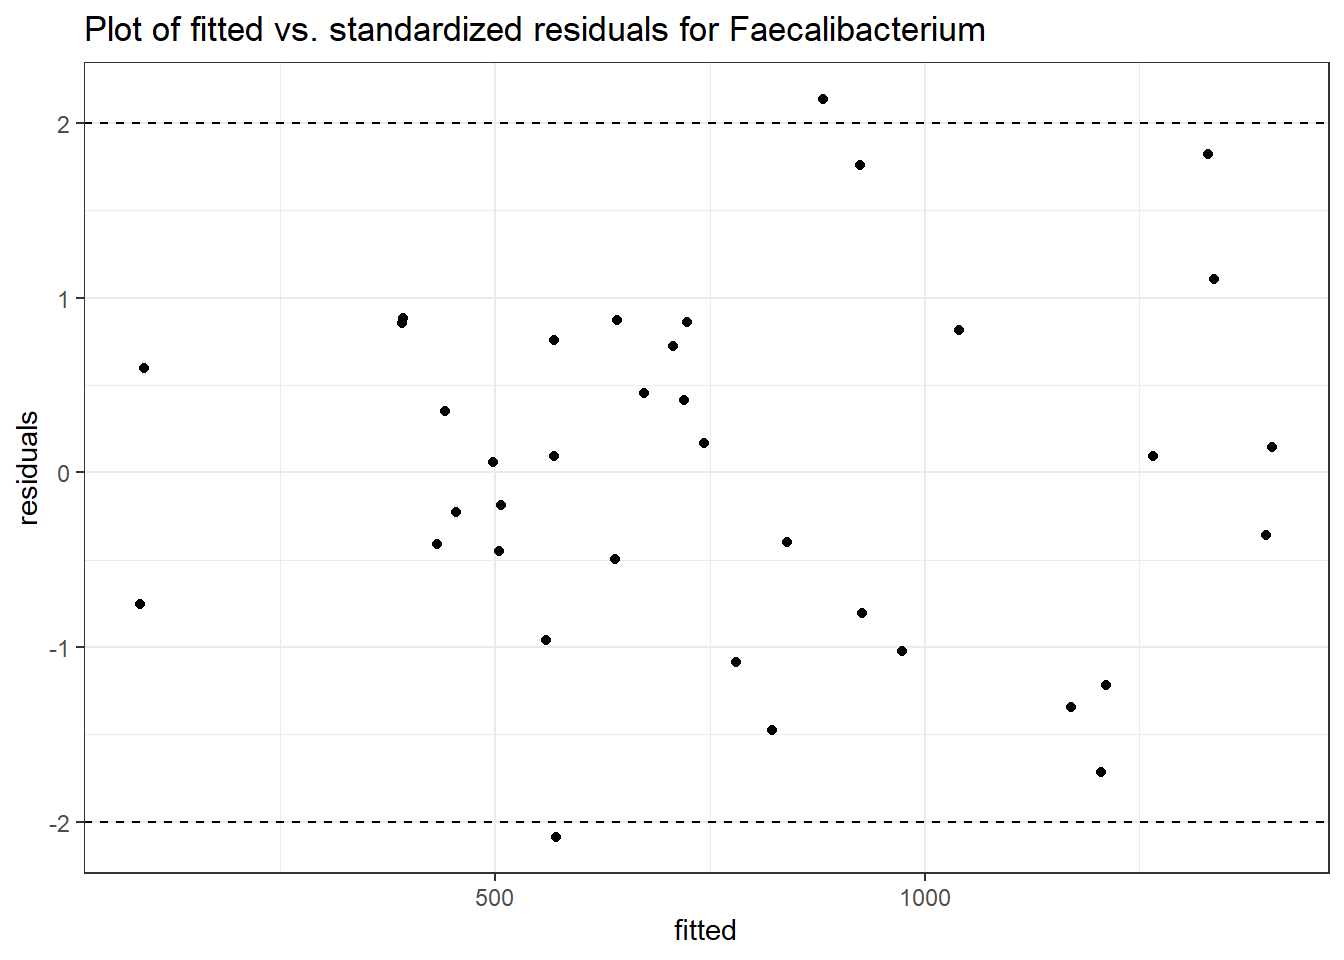 Plot of fitted vs. standardized residuals for Faecalibacterium
2
1
0
-1
-2
residuals
500 1000
fitted